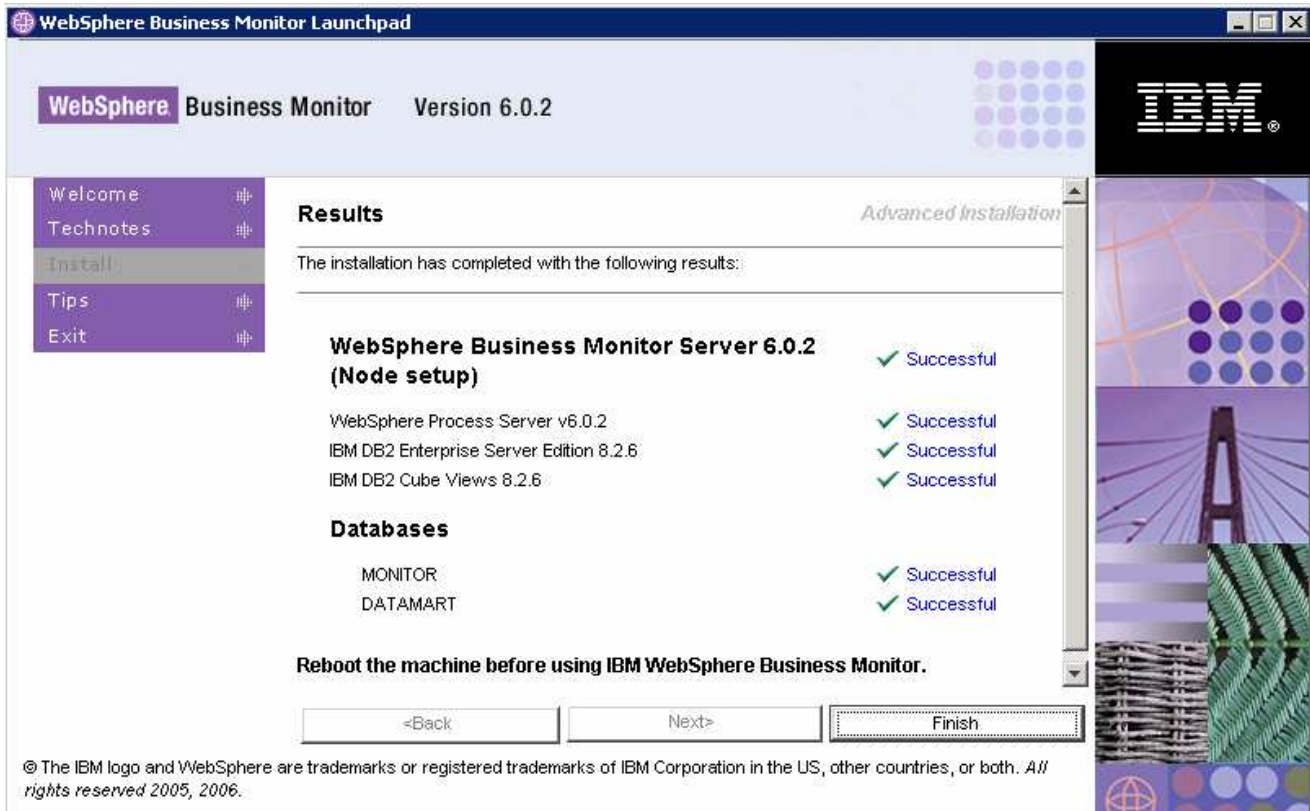 WebSphere Business Monitor Launchpad
WebSphere Business Monitor Version 6.0.2
IBM®
Welcome
Technotes
Install
Tips
Exit
Results
Advanced Installation
The installation has completed with the following results:
WebSphere Business Monitor Server 6.0.2
(Node setup)
Successful
WebSphere Process Server v6.0.2 Successful
IBM DB2 Enterprise Server Edition 8.2.6 Successful
IBM DB2 Cube Views 8.2.6 Successful
Databases
MONITOR Successful
DATAMART Successful
Reboot the machine before using IBM WebSphere Business Monitor.
<Back Next> Finish
© The IBM logo and WebSphere are trademarks or registered trademarks of IBM Corporation in the US, other countries, or both. All
rights reserved 2005, 2006.